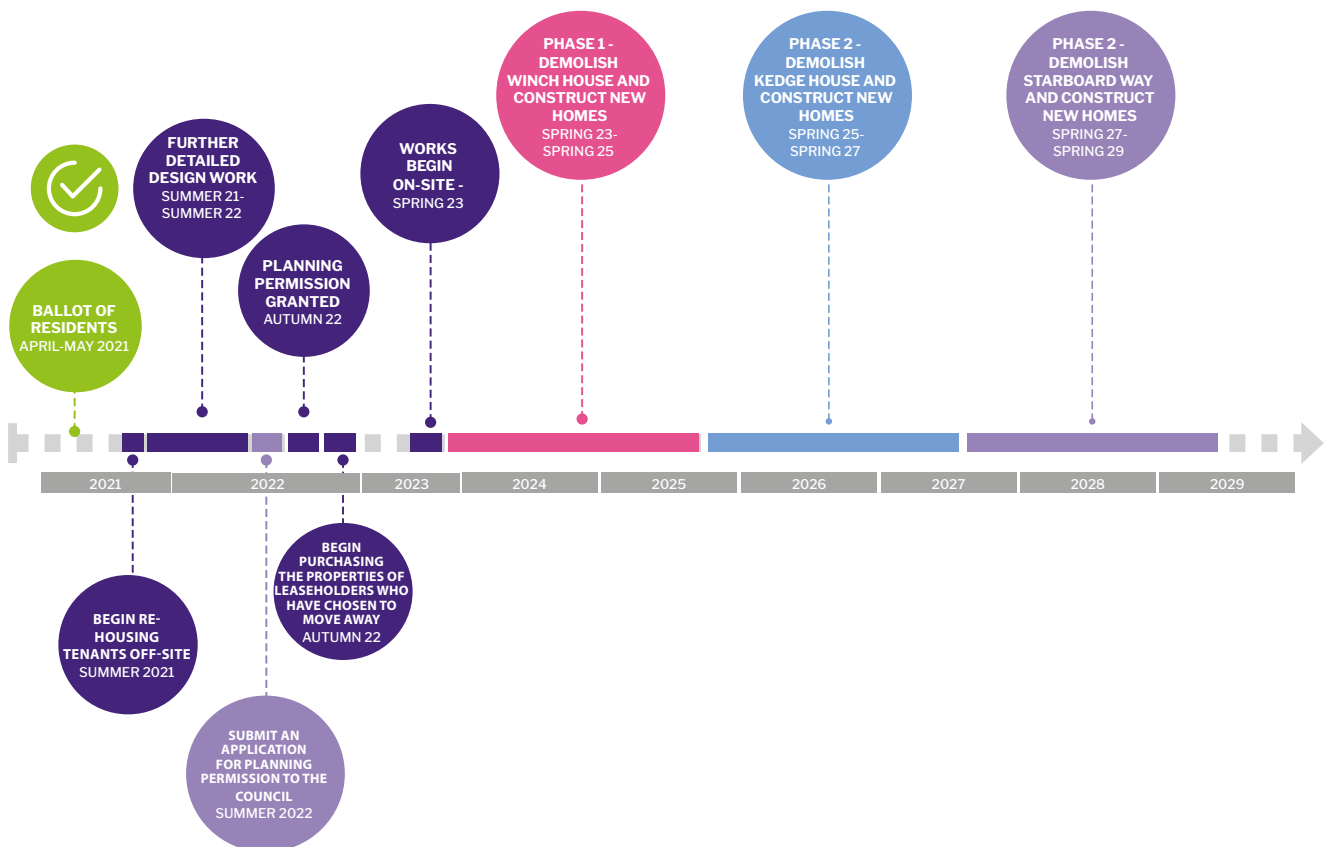 BALLOT OF
RESIDENTS
APRIL-MAY 2021
FURTHER
DETAILED
DESIGN WORK
SUMMER 21-
SUMMER 22
PLANNING
PERMISSION
GRANTED
AUTUMN 22
WORKS
BEGIN
ON-SITE -
SPRING 23
PHASE 1 -
DEMOLISH
WINCH HOUSE AND
CONSTRUCT NEW
HOMES
SPRING 23-
SPRING 25
PHASE 2 -
DEMOLISH
KEDGE HOUSE AND
CONSTRUCT NEW
HOMES
SPRING 25-
SPRING 27
PHASE 2 -
DEMOLISH
STARBOARD WAY
AND CONSTRUCT
NEW HOMES
SPRING 27-
SPRING 29
2021
2022
2023
2024
2025
2026
2027
2028
2029
BEGIN RE-
HOUSING
TENANTS OFF-SITE
SUMMER 2021
SUBMIT AN
APPLICATION
FOR PLANNING
PERMISSION TO THE
COUNCIL
SUMMER 2022
BEGIN
PURCHASING
THE PROPERTIES OF
LEASEHOLDERS WHO
HAVE CHOSEN TO
MOVE AWAY
AUTUMN 22